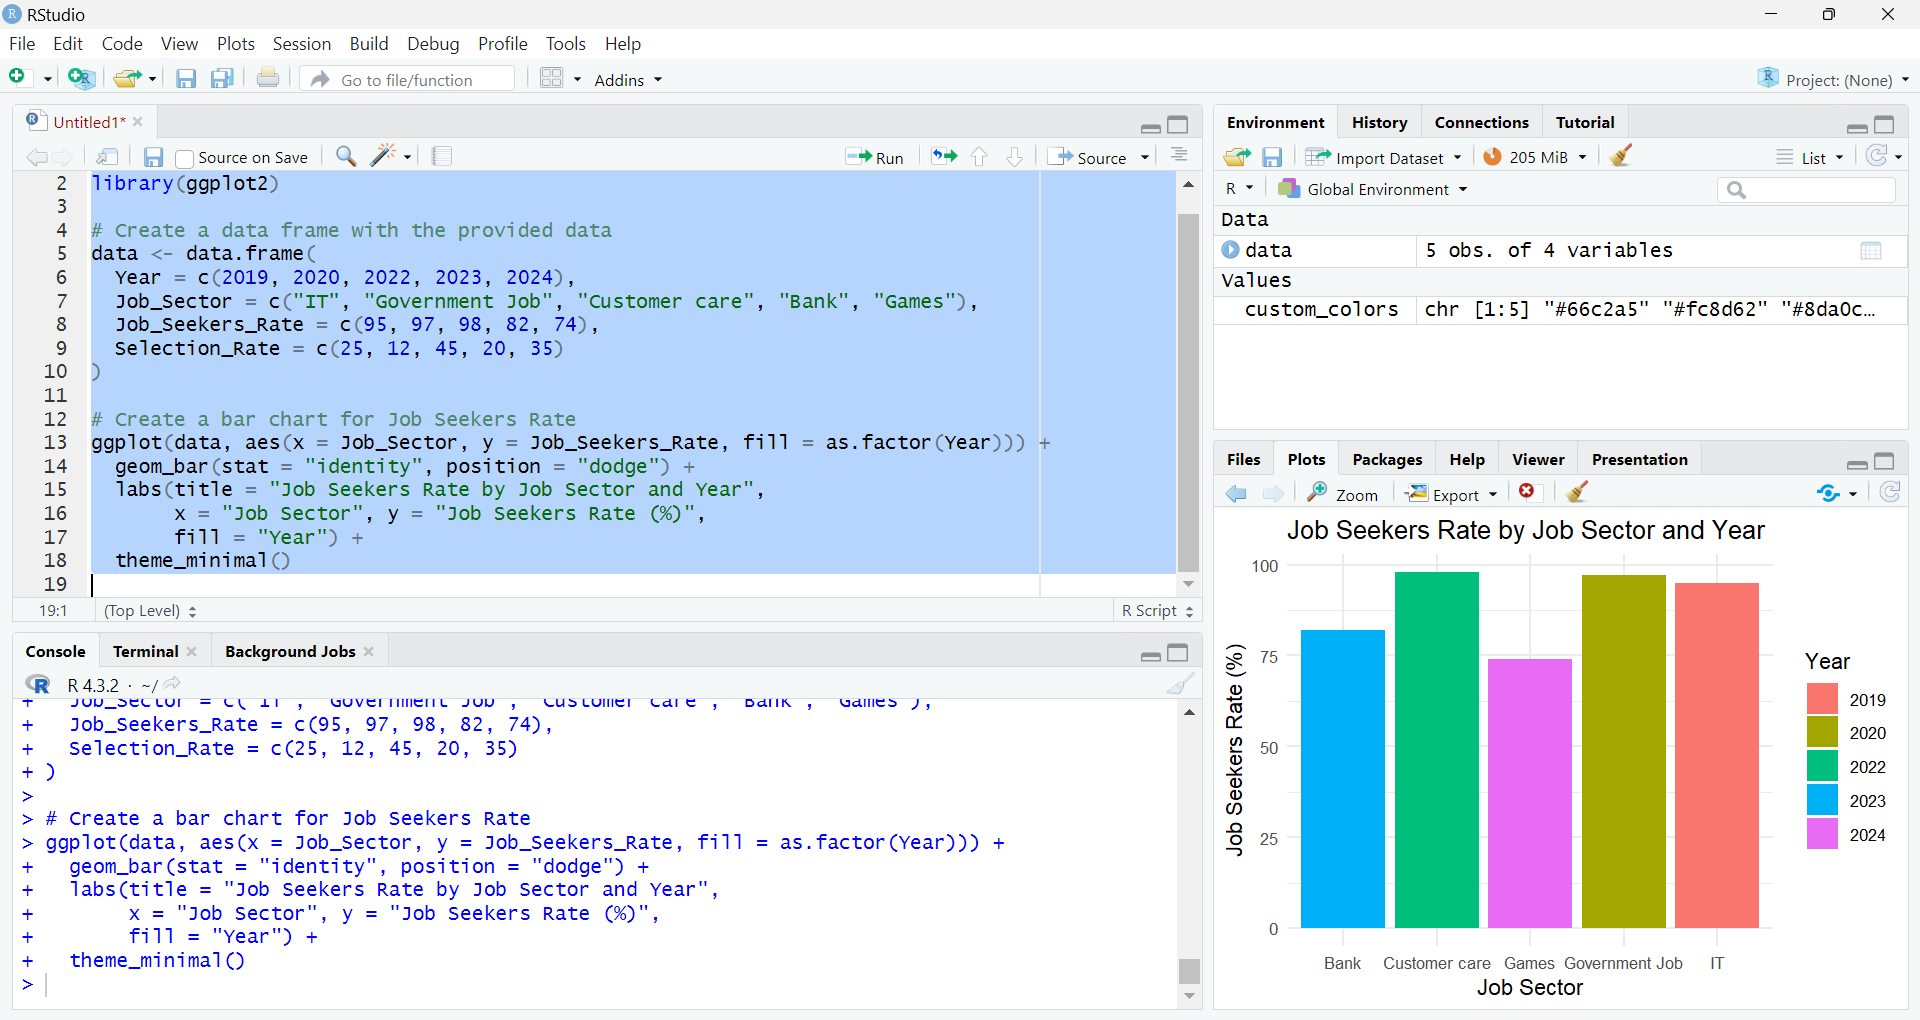 RStudio
File Edit Code View Plots Session Build Debug Profile Tools Help
Go to file/function Addins Project: (None)
Untitled1*
Source on Save Run Source
2 library(ggplot2)
3
4 # Create a data frame with the provided data
5 data <- data.frame(
6 Year = c(2019, 2020, 2022, 2023, 2024),
7 Job_Sector = c("IT", "Government Job", "Customer care", "Bank", "Games"),
8 Job_Seekers_Rate = c(95, 97, 98, 82, 74),
9 Selection_Rate = c(25, 12, 45, 20, 35)
10 )
11
12 # Create a bar chart for Job Seekers Rate
13 ggplot(data, aes(x = Job_Sector, y = Job_Seekers_Rate, fill = as.factor(Year))) +
14 geom_bar(stat = "identity", position = "dodge") +
15 labs(title = "Job Seekers Rate by Job Sector and Year",
16 x = "Job Sector", y = "Job Seekers Rate (%)",
17 fill = "Year") +
18 theme_minimal()
19
19:1 (Top Level) R Script
Console Terminal Background Jobs
R R 4.3.2 · ~/
+ Job_Sector = c("IT", "Government Job", "Customer care", "Bank", "Games"),
+ Job_Seekers_Rate = c(95, 97, 98, 82, 74),
+ Selection_Rate = c(25, 12, 45, 20, 35)
+ )
>
> # Create a bar chart for Job Seekers Rate
> ggplot(data, aes(x = Job_Sector, y = Job_Seekers_Rate, fill = as.factor(Year))) +
+ geom_bar(stat = "identity", position = "dodge") +
+ labs(title = "Job Seekers Rate by Job Sector and Year",
+ x = "Job Sector", y = "Job Seekers Rate (%)",
+ fill = "Year") +
+ theme_minimal()
>
Environment History Connections Tutorial
Import Dataset 205 MiB List
R Global Environment
Data
data 5 obs. of 4 variables
Values
custom_colors chr [1:5] "#66c2a5" "#fc8d62" "#8da0c...
Files Plots Packages Help Viewer Presentation
Zoom Export
Job Seekers Rate by Job Sector and Year
100
75
50
25
0
Job Seekers Rate (%)
Bank Customer care Games Government Job IT
Job Sector
Year
2019
2020
2022
2023
2024